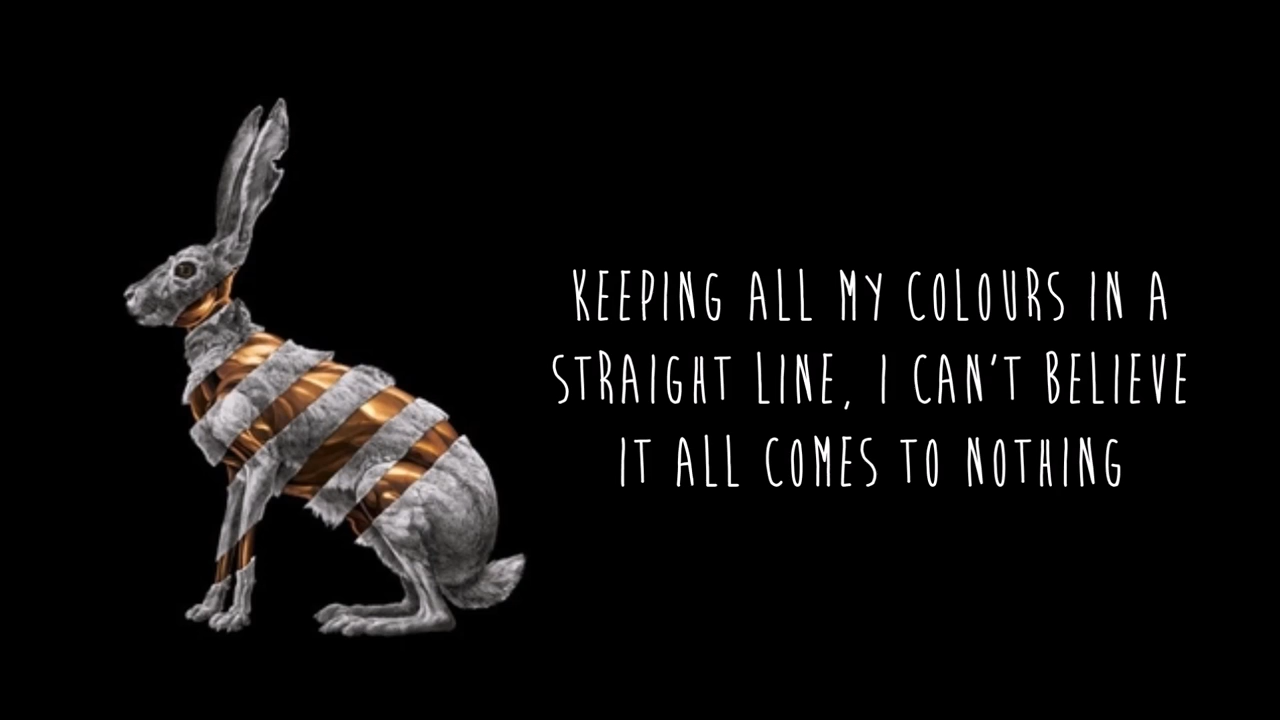 KEEPING ALL MY COLOURS IN A
STRAIGHT LINE, I CAN'T BELIEVE
IT ALL COMES TO NOTHING